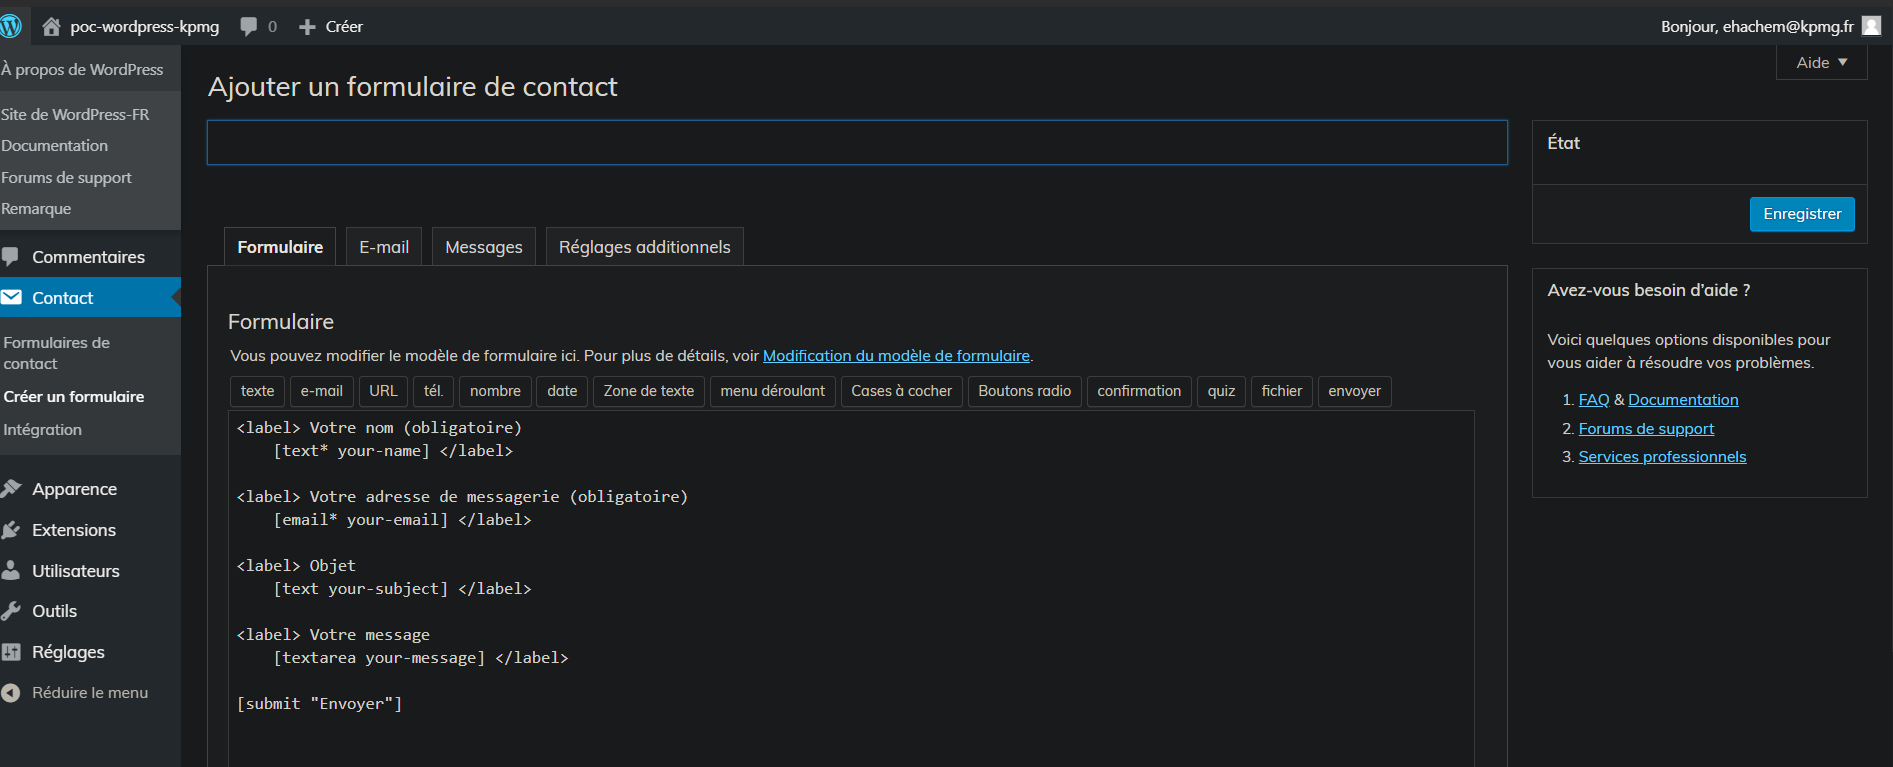 poc-wordpress-kpmg 0 Créer Bonjour, ehachem@kpmg.fr
À propos de WordPress
Site de WordPress-FR
Documentation
Forums de support
Remarque
Commentaires
Contact
Formulaires de
contact
Créer un formulaire
Intégration
Apparence
Extensions
Utilisateurs
Outils
Réglages
Réduire le menu
Aide
Ajouter un formulaire de contact
Formulaire E-mail Messages Réglages additionnels
Formulaire
Vous pouvez modifier le modèle de formulaire ici. Pour plus de détails, voir Modification du modèle de formulaire.
texte e-mail URL tél. nombre date Zone de texte menu déroulant Cases à cocher Boutons radio confirmation quiz fichier envoyer
<label> Votre nom (obligatoire)
[text* your-name] </label>
<label> Votre adresse de messagerie (obligatoire)
[email* your-email] </label>
<label> Objet
[text your-subject] </label>
<label> Votre message
[textarea your-message] </label>
[submit "Envoyer"]
État
Enregistrer
Avez-vous besoin d’aide ?
Voici quelques options disponibles pour
vous aider à résoudre vos problèmes.
1. FAQ & Documentation
2. Forums de support
3. Services professionnels